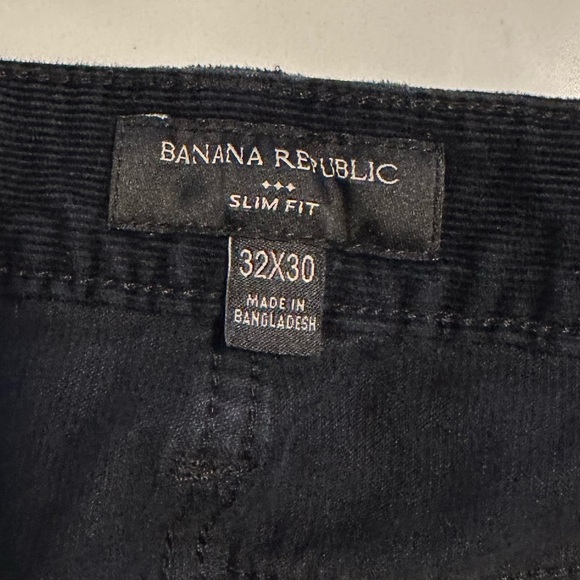 BANANA REPUBLIC
SLIM FIT
32X30
MADE IN
BANGLADESH